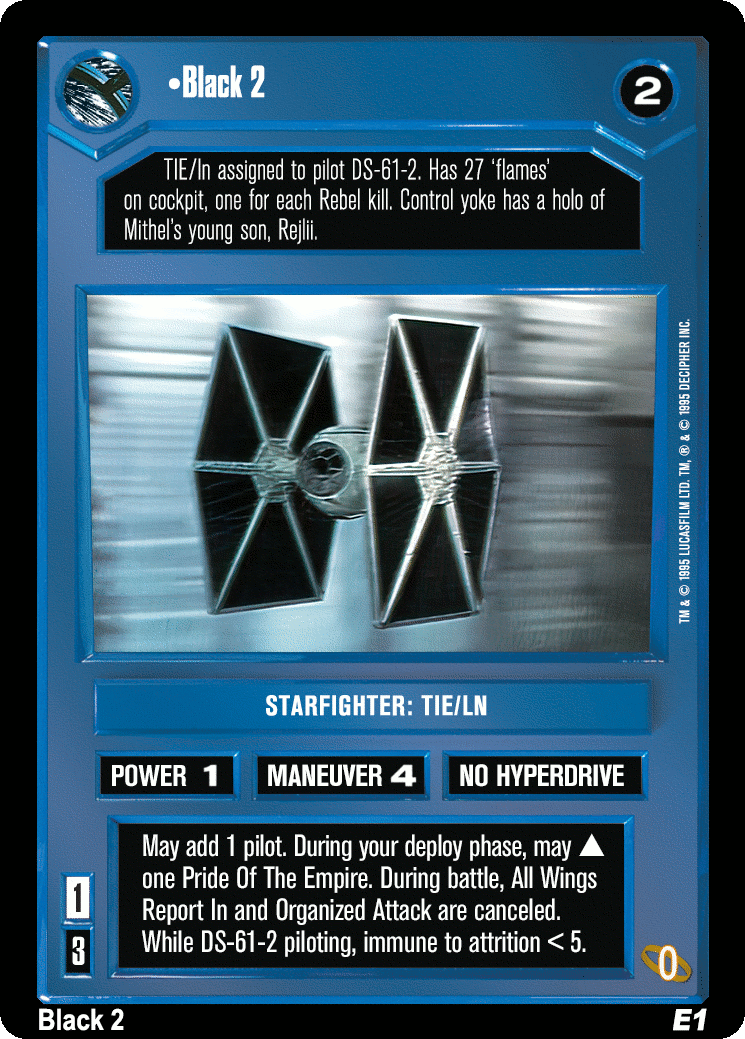 •Black 2
2
TIE/ln assigned to pilot DS-61-2. Has 27 ‘flames’
on cockpit, one for each Rebel kill. Control yoke has a holo of
Mithel's young son, Rejlii.
TM & © 1995 LUCASFILM LTD. TM, ® & © 1995 DECIPHER INC.
STARFIGHTER: TIE/LN
POWER 1
MANEUVER 4
NO HYPERDRIVE
May add 1 pilot. During your deploy phase, may ▲
one Pride Of The Empire. During battle, All Wings
Report In and Organized Attack are canceled.
While DS-61-2 piloting, immune to attrition < 5.
1
3
0
Black 2
E1